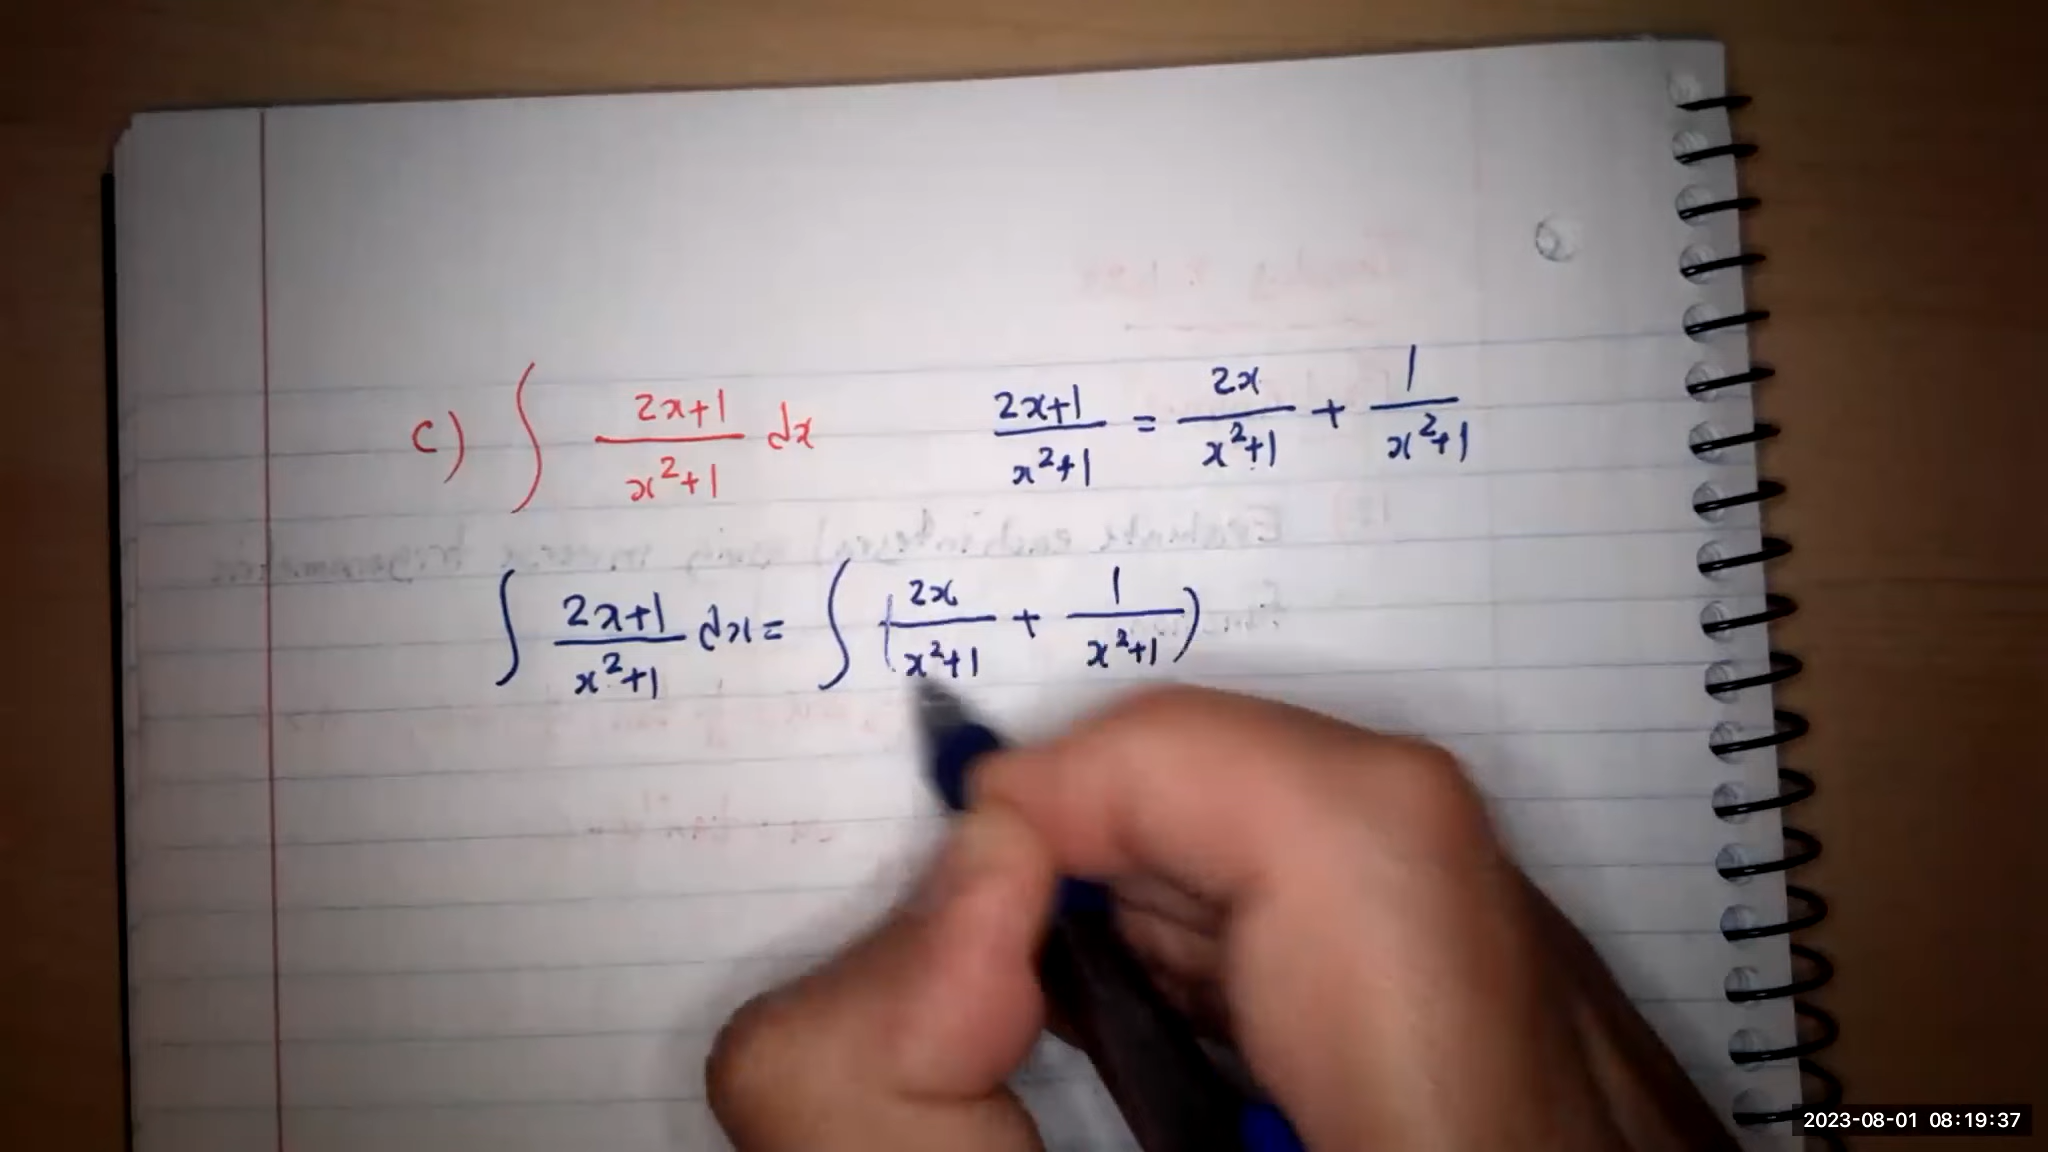 c) ∫ 2x+1/x²+1 dx    2x+1/x²+1 = 2x/x²+1 + 1/x²+1
∫ 2x+1/x²+1 dx = ∫ (2x/x²+1 + 1/x²+1)
2023-08-01 08:19:37